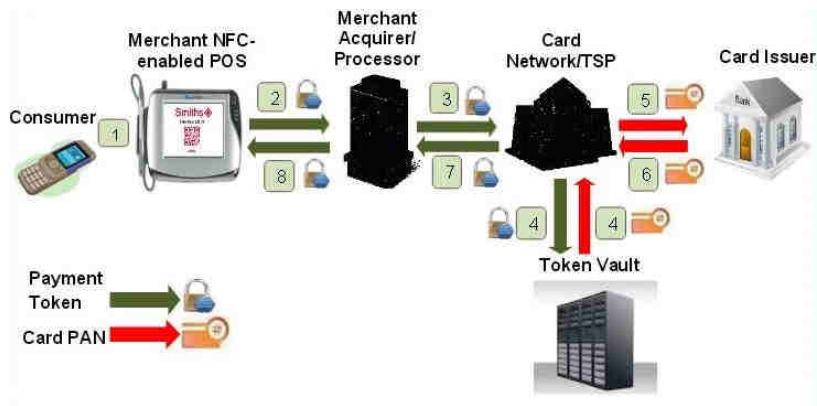 Merchant NFC-
enabled POS
Merchant
Acquirer/
Processor
Card
Network/TSP
Card Issuer
Consumer
1
2
3
4
4
5
6
7
8
Smiths
Bank
Token Vault
Payment
Token
Card PAN